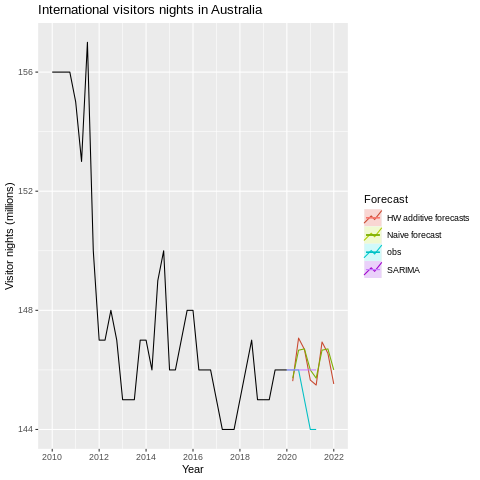 International visitors nights in Australia
Visitor nights (millions)
156
152
148
144
2010 2012 2014 2016 2018 2020 2022
Year
Forecast
HW additive forecasts
Naive forecast
obs
SARIMA